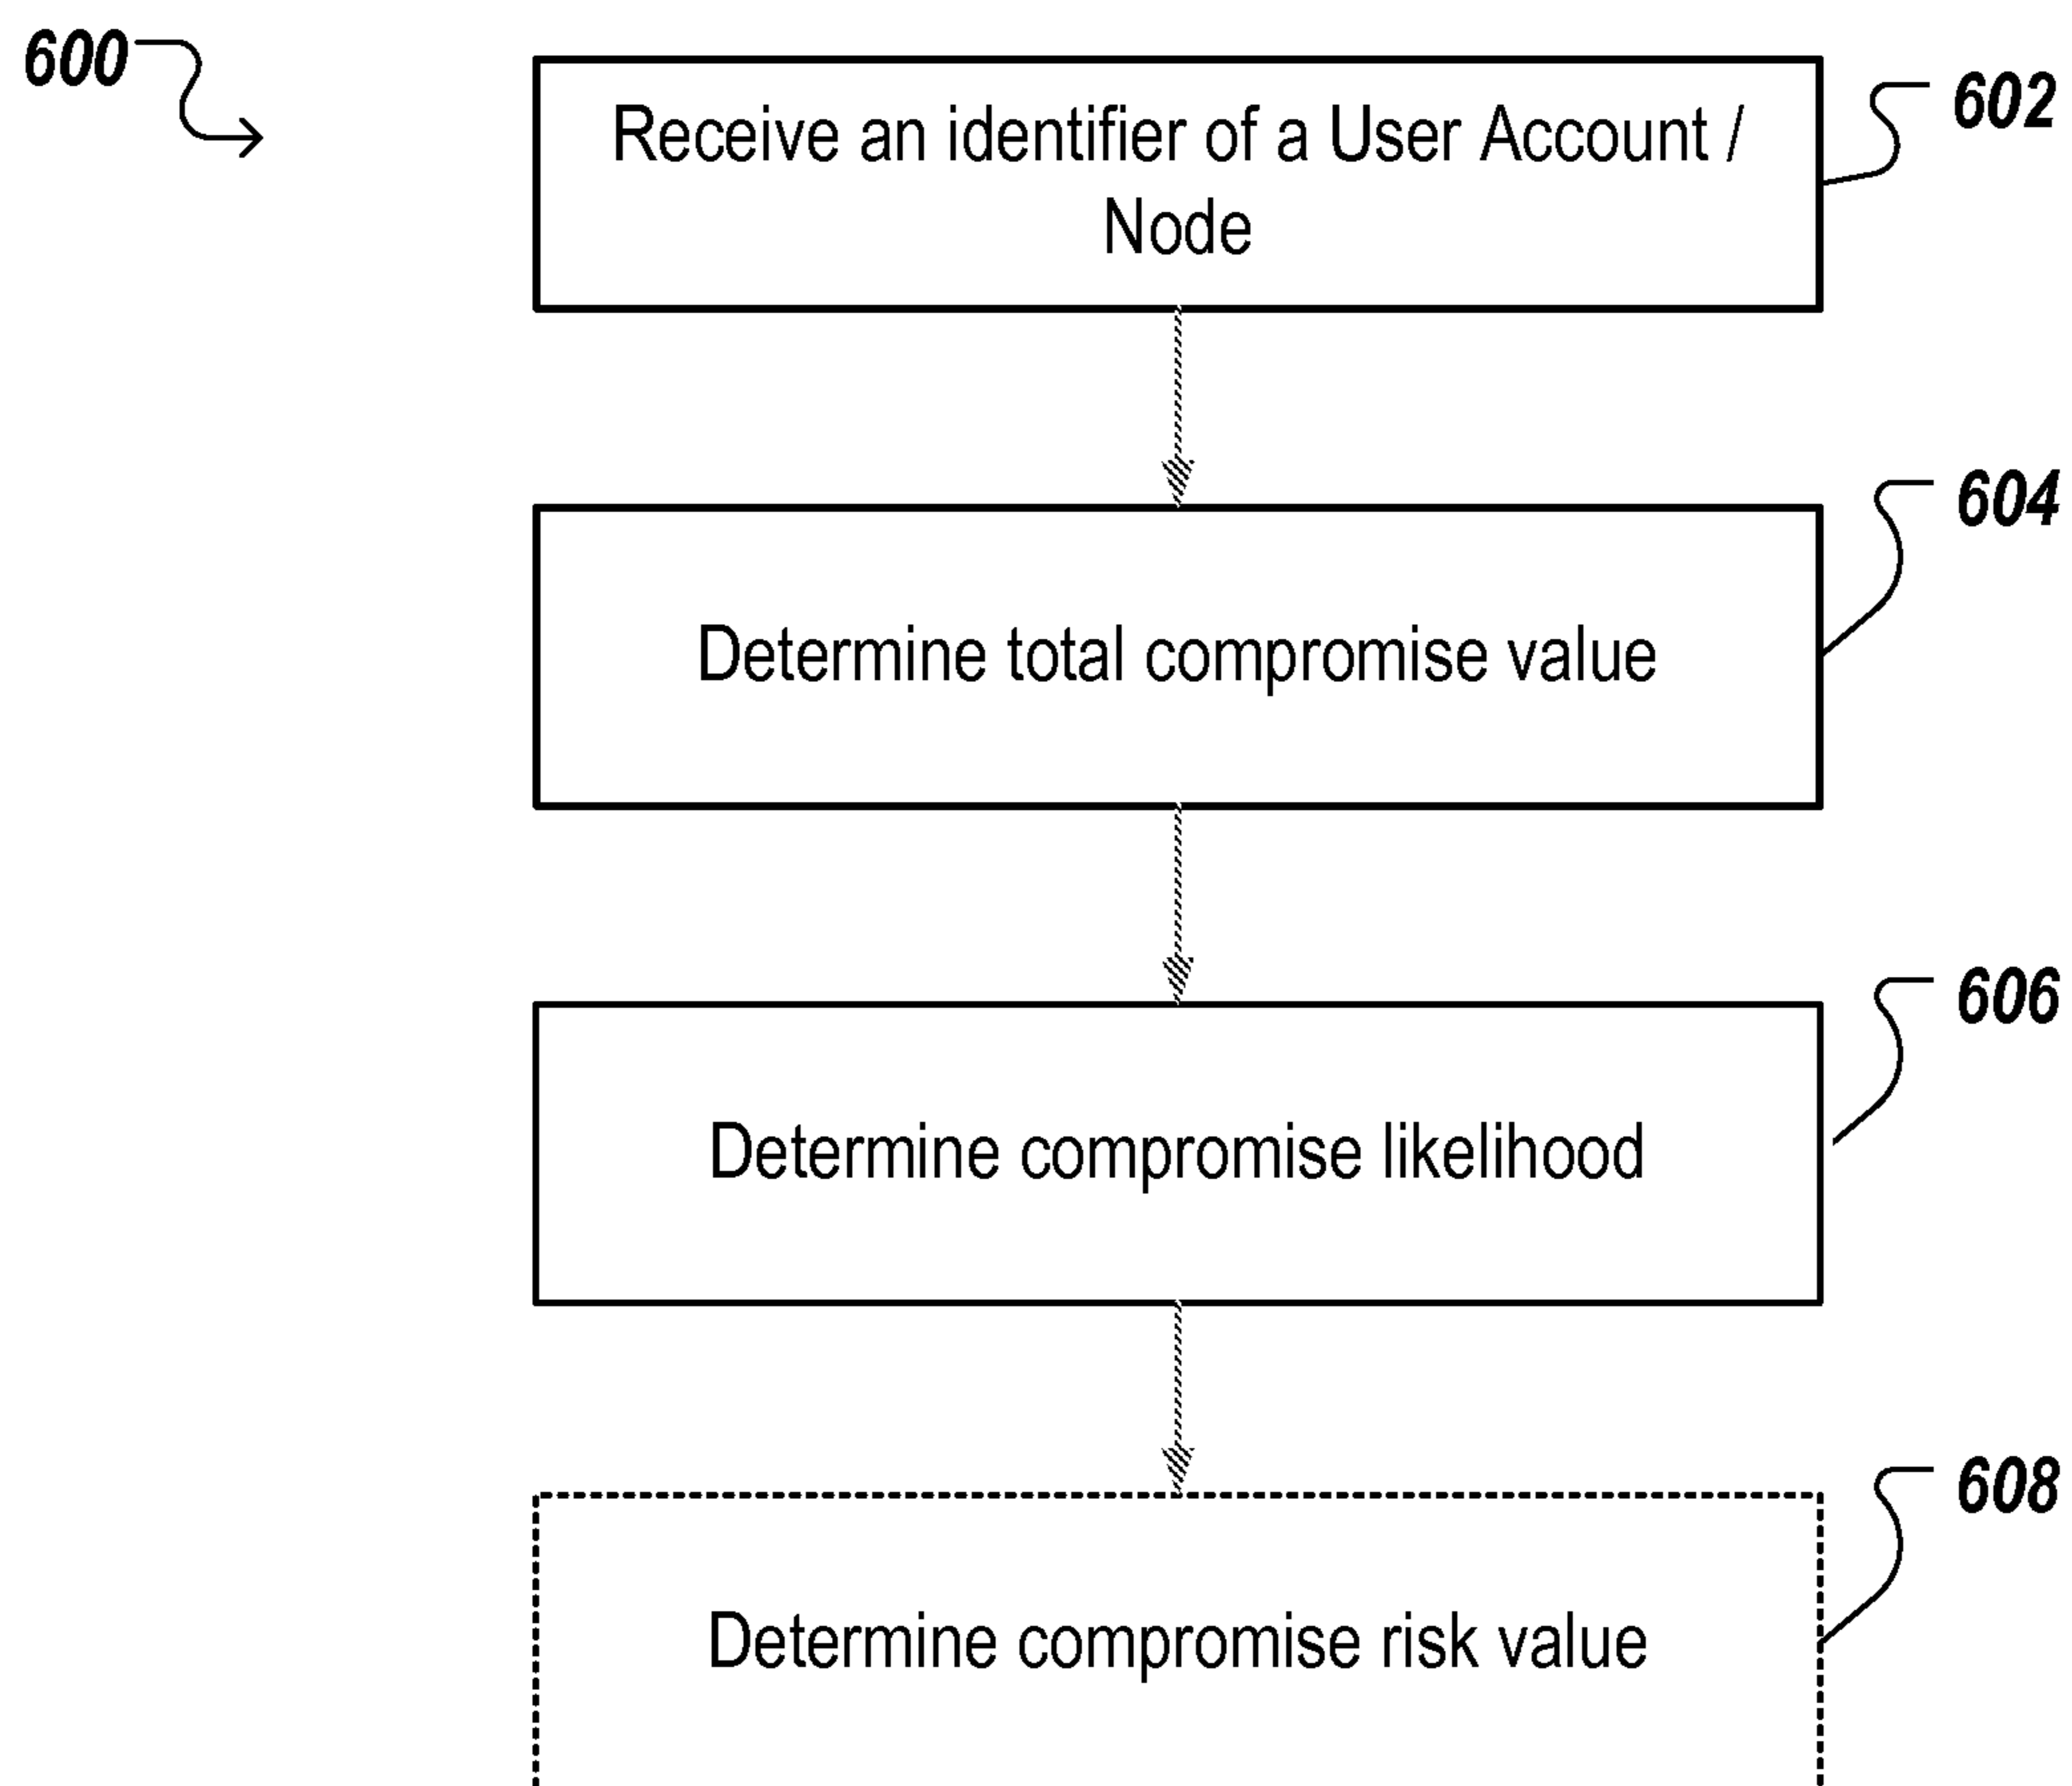 600
Receive an identifier of a User Account /
Node
602
Determine total compromise value
604
Determine compromise likelihood
606
Determine compromise risk value
608